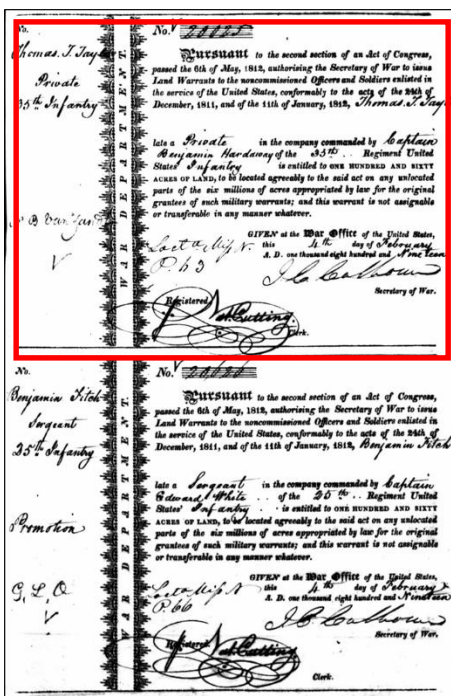 No.
Thomas. T. Tayl
Private
35th Infantry
V
WAR DEPARTMENT.
No. 20,025
Pursuant to the second section of an Act of Congress,
passed the 6th of May, 1812, authorising the Secretary of War to issue
Land Warrants to the noncommissioned Officers and Soldiers enlisted in
the service of the United States, conformably to the acts of the 24th of
December, 1811, and of the 11th of January, 1812, Thomas. T. Tayl
late a Private in the company commanded by Captain
Benjamin Hardaway of the 35th .. Regiment United
States' Infantry is entitled to ONE HUNDRED AND SIXTY
ACRES OF LAND, to be located agreeably to the said act on any unlocated
parts of the six millions of acres appropriated by law for the original
grantees of such military warrants; and this warrant is not assignable
or transferable in any manner whatever.
GIVEN at the War Office of the United States,
this 4th day of February
A. D. one thousand eight hundred and Nineteen
P. 63
J. C. Calhoun
Secretary of War.
Registered
Nat. Cutting.
Clerk.
No.
Benjamin Fitch
Sergeant
25th Infantry
Promotion
G. L. O
V
WAR DEPARTMENT.
No. 20,026
Pursuant to the second section of an Act of Congress,
passed the 6th of May, 1812, authorising the Secretary of War to issue
Land Warrants to the noncommissioned Officers and Soldiers enlisted in
the service of the United States, conformably to the acts of the 24th of
December, 1811, and of the 11th of January, 1812, Benjamin Fitch
late a Sergeant in the company commanded by Captain
Edward White .. of the 25th .. Regiment United
States' Infantry .. is entitled to ONE HUNDRED AND SIXTY
ACRES OF LAND, to be located agreeably to the said act on any unlocated
parts of the six millions of acres appropriated by law for the original
grantees of such military warrants; and this warrant is not assignable
or transferable in any manner whatever.
GIVEN at the War Office of the United States,
this 4th day of February
A. D. one thousand eight hundred and Nineteen
P. 66
J. C. Calhoun
Secretary of War.
Registered
Nat. Cutting
Clerk.